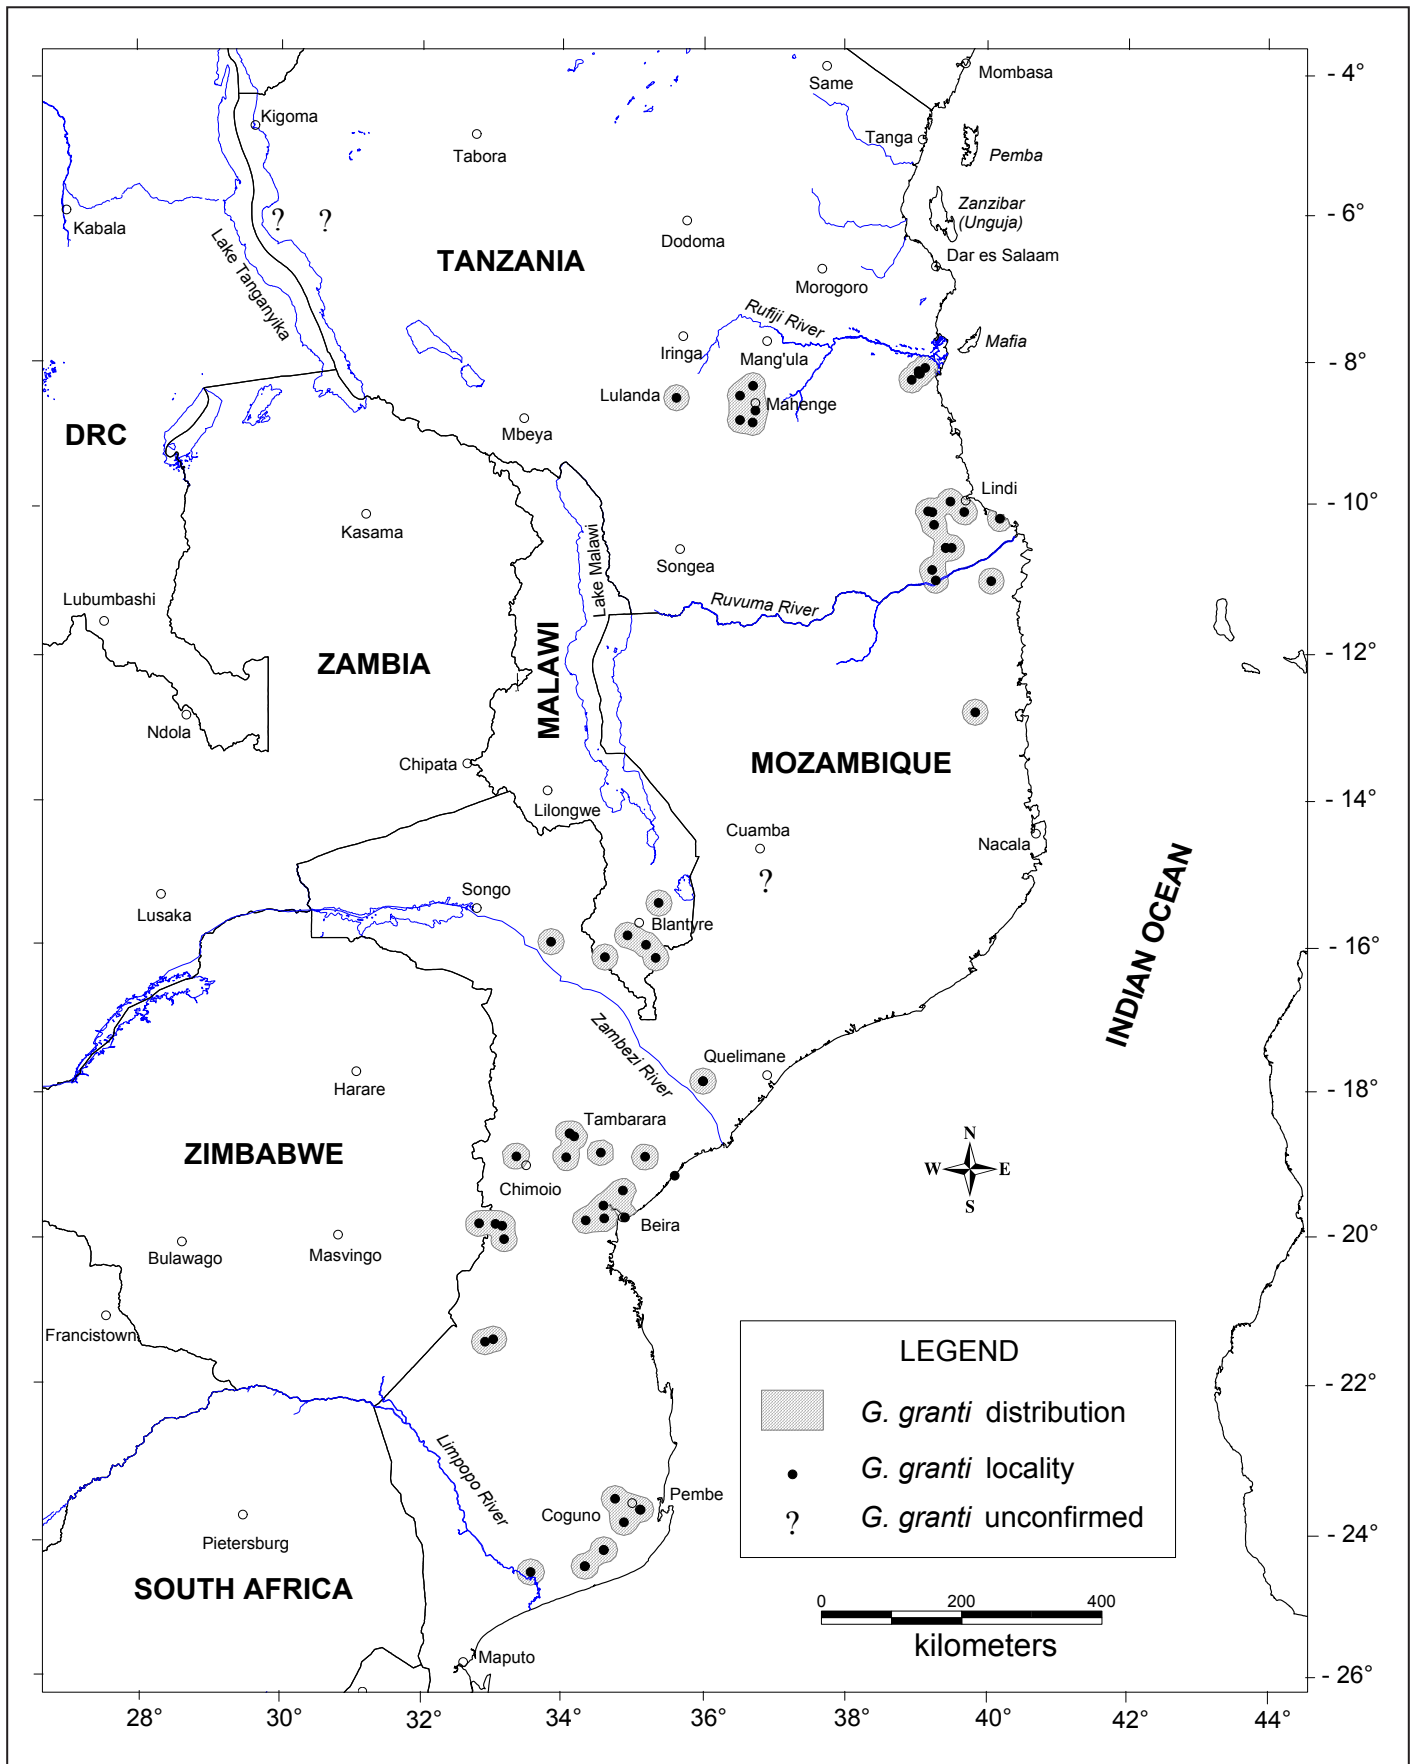 Same
Mombasa
- 4°
Kigoma
Tabora
Tanga
Pemba
Kabala
Zanzibar
(Unguja)
- 6°
? ?
Dodoma
Dar es Salaam
TANZANIA
Lake Tanganyika
Morogoro
Rufiji River
Iringa
Mang'ula
Mafia
- 8°
Lulanda
Mahenge
DRC
Mbeya
Lindi
- 10°
Kasama
Lake Malawi
Songea
Lubumbashi
Ruvuma River
ZAMBIA
MALAWI
- 12°
Ndola
Chipata
MOZAMBIQUE
Lilongwe
- 14°
Cuamba
Nacala
?
Songo
Lusaka
Blantyre
INDIAN OCEAN
- 16°
Zambezi River
Quelimane
Harare
- 18°
Tambarara
ZIMBABWE
N
W E
S
Chimoio
Beira
- 20°
Bulawago
Masvingo
Francistown
LEGEND
- 22°
G. granti distribution
G. granti locality
? G. granti unconfirmed
Limpopo River
Pembe
Coguno
Pietersburg
- 24°
SOUTH AFRICA
0 200 400
kilometers
Maputo
- 26°
28° 30° 32° 34° 36° 38° 40° 42° 44°